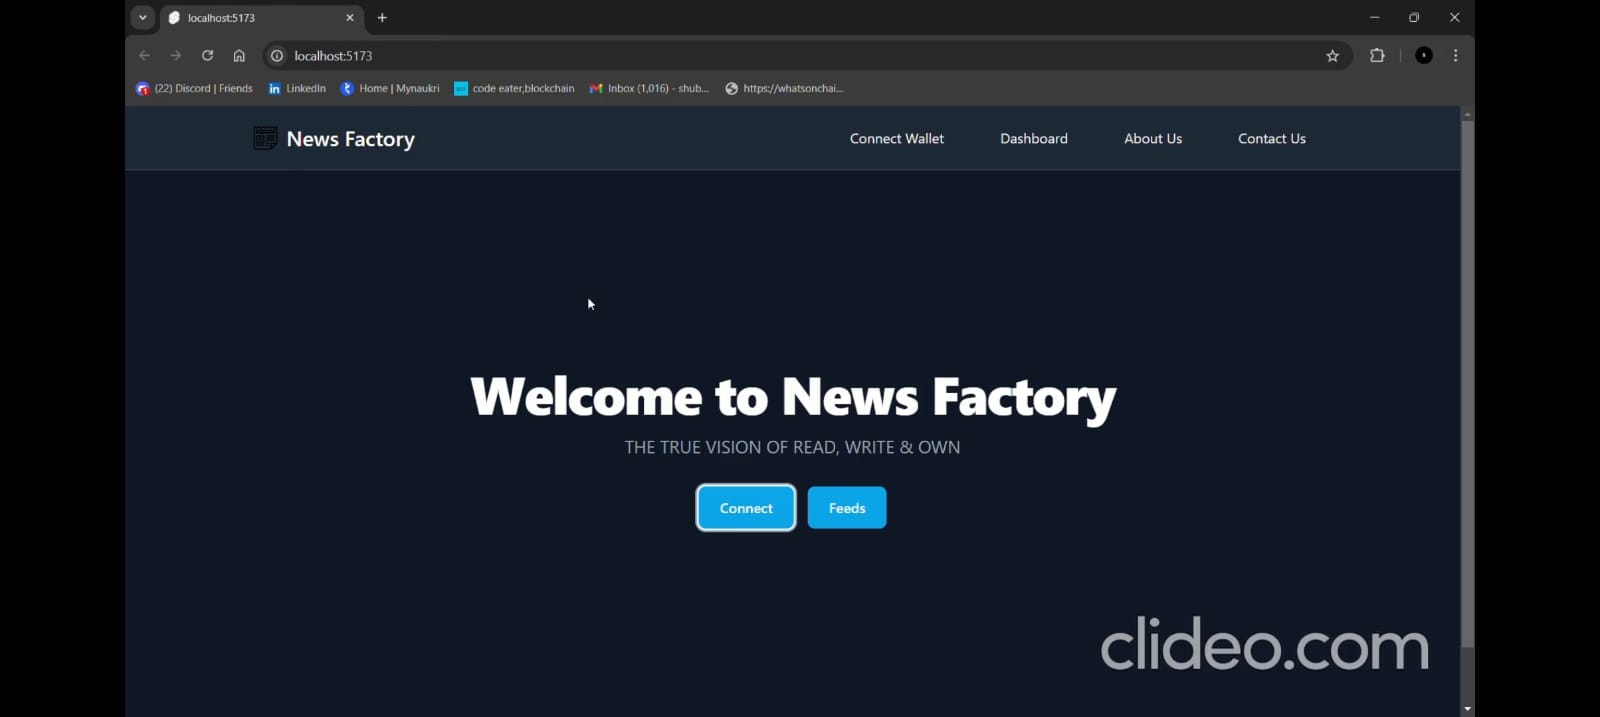 localhost:5173
localhost:5173
(22) Discord | Friends
in LinkedIn
Home | Mynaukri
code eater,blockchain
Inbox (1,016) - shub...
https://whatsonchai...
News Factory
Connect Wallet
Dashboard
About Us
Contact Us
Welcome to News Factory
THE TRUE VISION OF READ, WRITE & OWN
Connect
Feeds
clideo.com